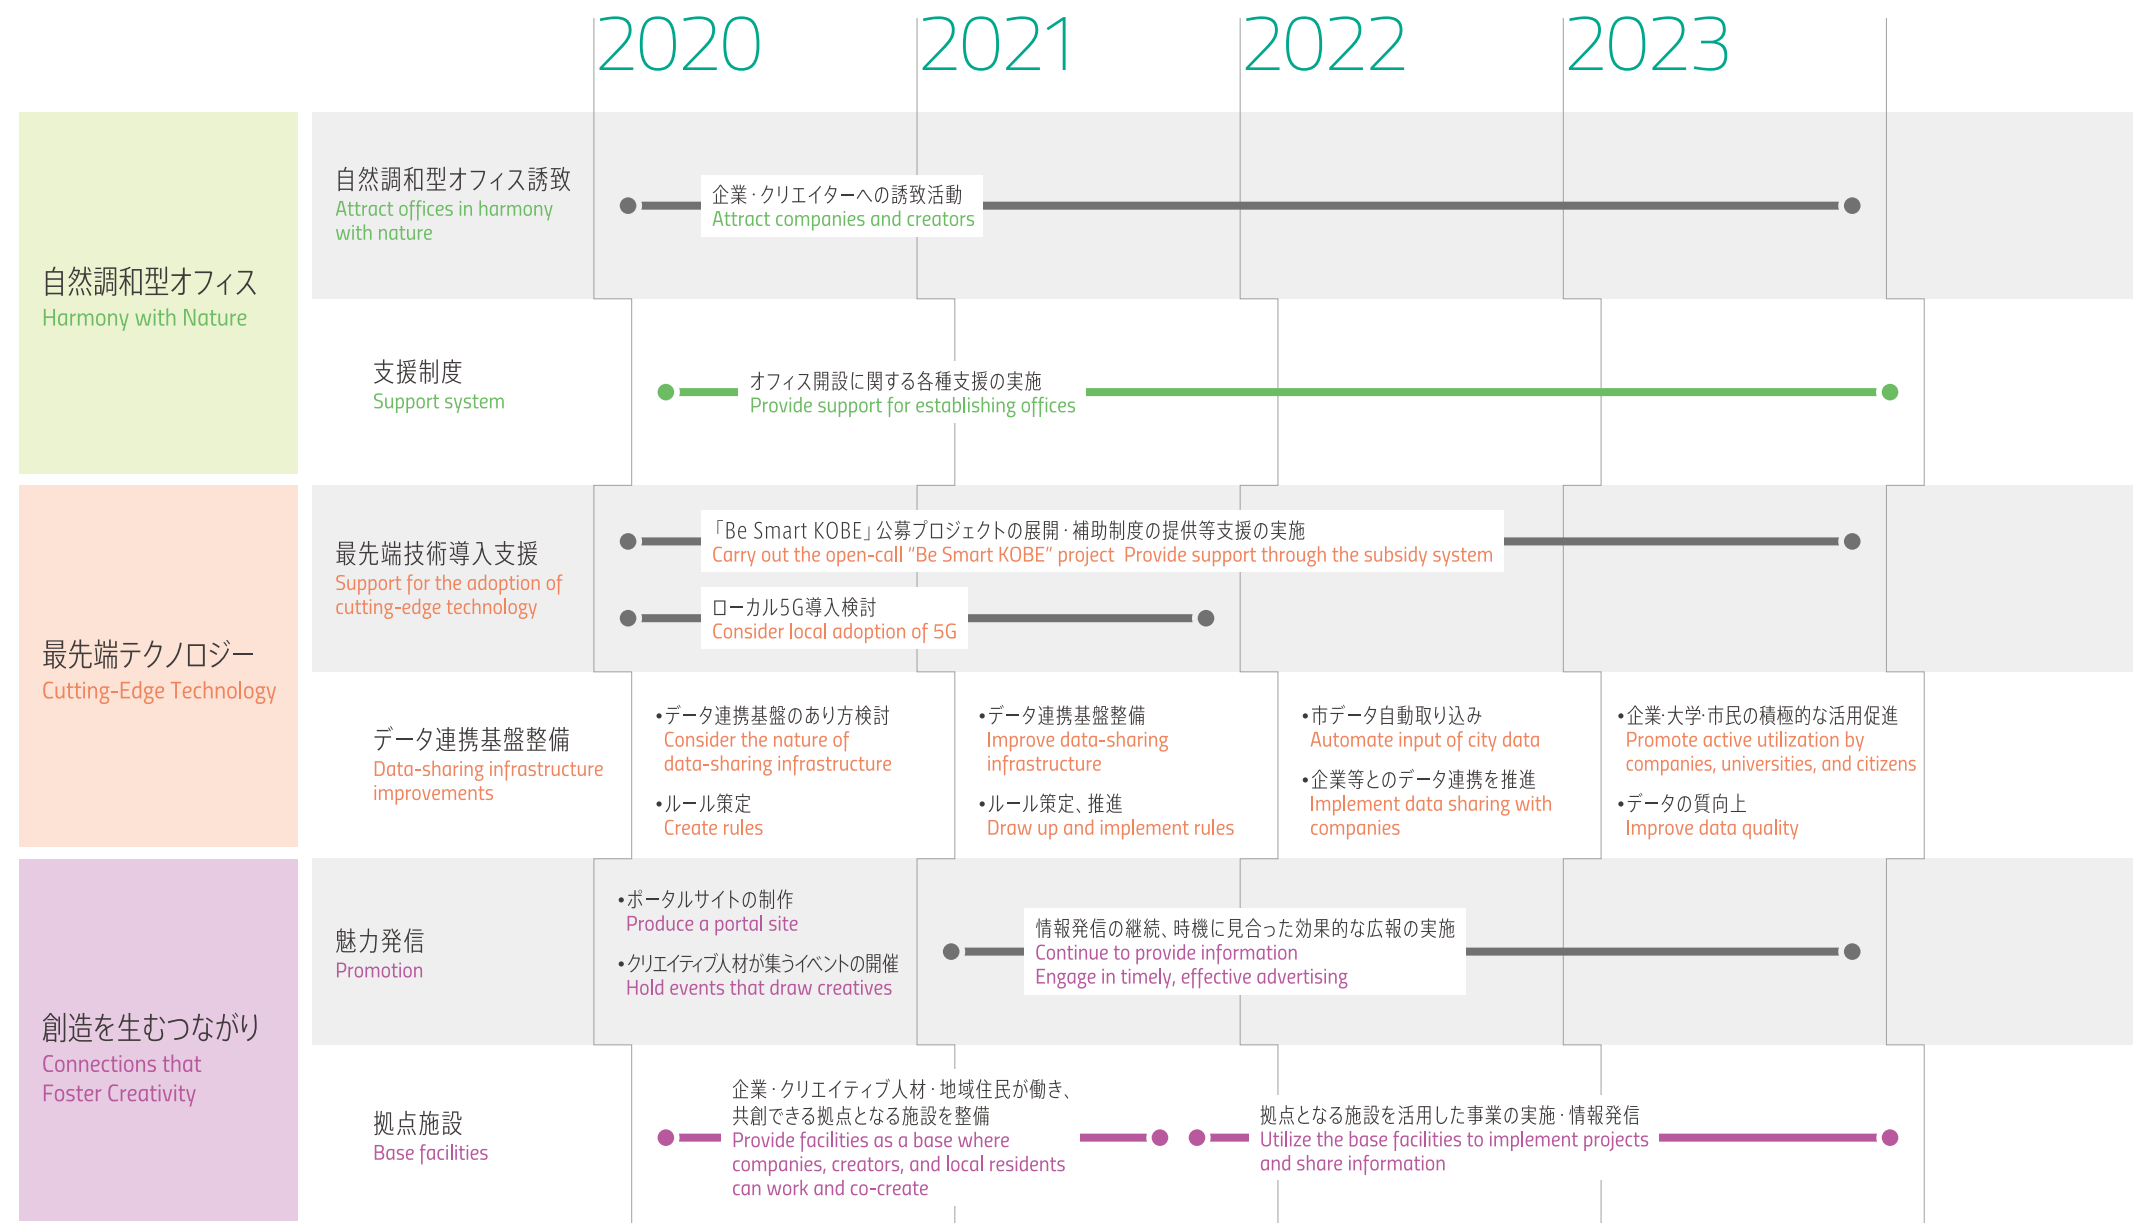 2020
2021
2022
2023
自然調和型オフィス
Harmony with Nature
自然調和型オフィス誘致
Attract offices in harmony
with nature
企業・クリエイターへの誘致活動
Attract companies and creators
支援制度
Support system
オフィス開設に関する各種支援の実施
Provide support for establishing offices
最先端テクノロジー
Cutting-Edge Technology
最先端技術導入支援
Support for the adoption of
cutting-edge technology
「Be Smart KOBE」公募プロジェクトの展開・補助制度の提供等支援の実施
Carry out the open-call "Be Smart KOBE" project  Provide support through the subsidy system
ローカル5G導入検討
Consider local adoption of 5G
データ連携基盤整備
Data-sharing infrastructure
improvements
•データ連携基盤のあり方検討
Consider the nature of
data-sharing infrastructure
•ルール策定
Create rules
•データ連携基盤整備
Improve data-sharing
infrastructure
•ルール策定、推進
Draw up and implement rules
•市データ自動取り込み
Automate input of city data
•企業等とのデータ連携を推進
Implement data sharing with
companies
•企業・大学・市民の積極的な活用促進
Promote active utilization by
companies, universities, and citizens
•データの質向上
Improve data quality
創造を生むつながり
Connections that
Foster Creativity
魅力発信
Promotion
•ポータルサイトの制作
Produce a portal site
•クリエイティブ人材が集うイベントの開催
Hold events that draw creatives
情報発信の継続、時機に見合った効果的な広報の実施
Continue to provide information
Engage in timely, effective advertising
拠点施設
Base facilities
企業・クリエイティブ人材・地域住民が働き、
共創できる拠点となる施設を整備
Provide facilities as a base where
companies, creators, and local residents
can work and co-create
拠点となる施設を活用した事業の実施・情報発信
Utilize the base facilities to implement projects
and share information